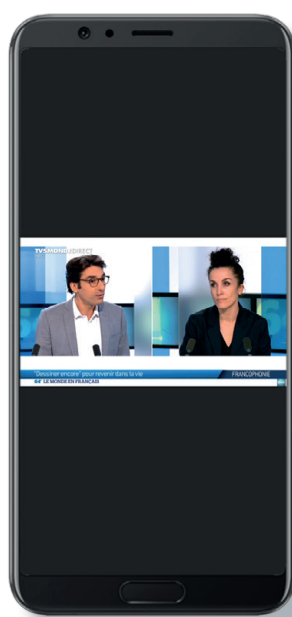 TV5MONDE DIRECT
"Dessiner encore" pour revenir dans la vie
FRANCOPHONIE
64' LE MONDE EN FRANÇAIS